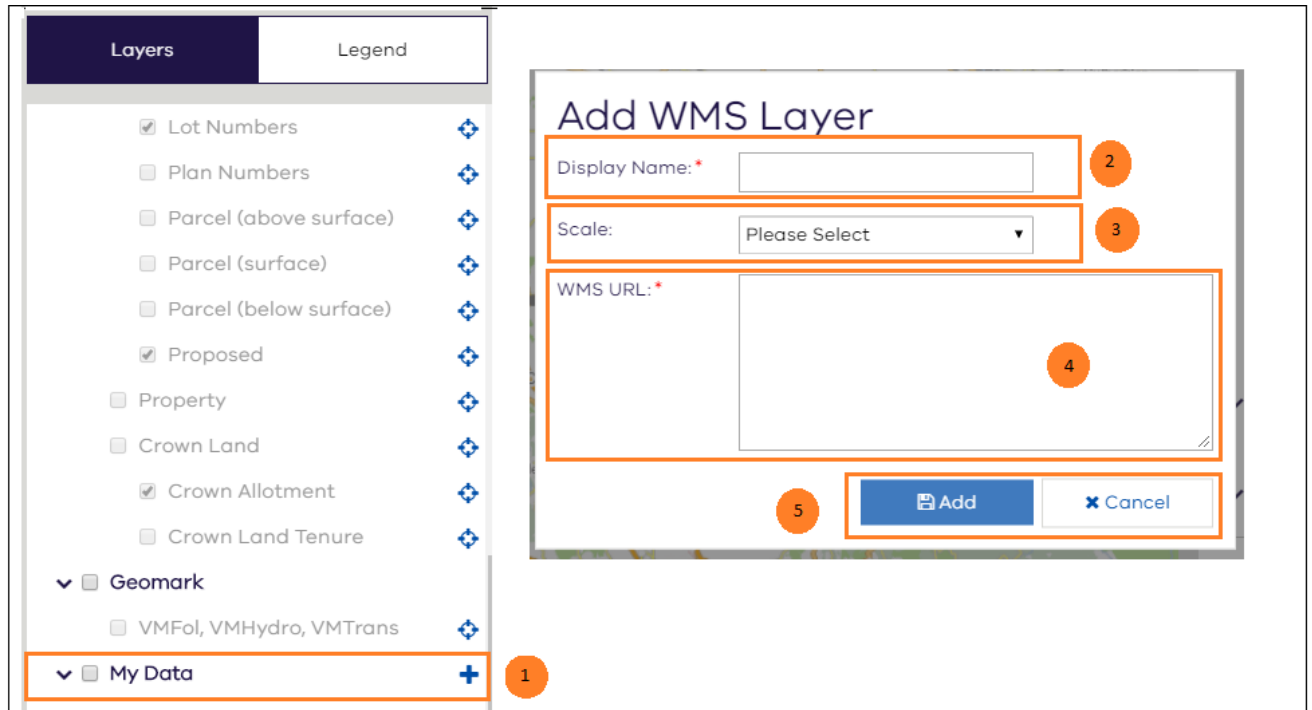 Layers
Legend
Lot Numbers
Plan Numbers
Parcel (above surface)
Parcel (surface)
Parcel (below surface)
Proposed
Property
Crown Land
Crown Allotment
Crown Land Tenure
Geomark
VMFol, VMHydro, VMTrans
My Data
1
Add WMS Layer
Display Name:*
2
Scale:
Please Select
3
WMS URL:*
4
5
Add
Cancel